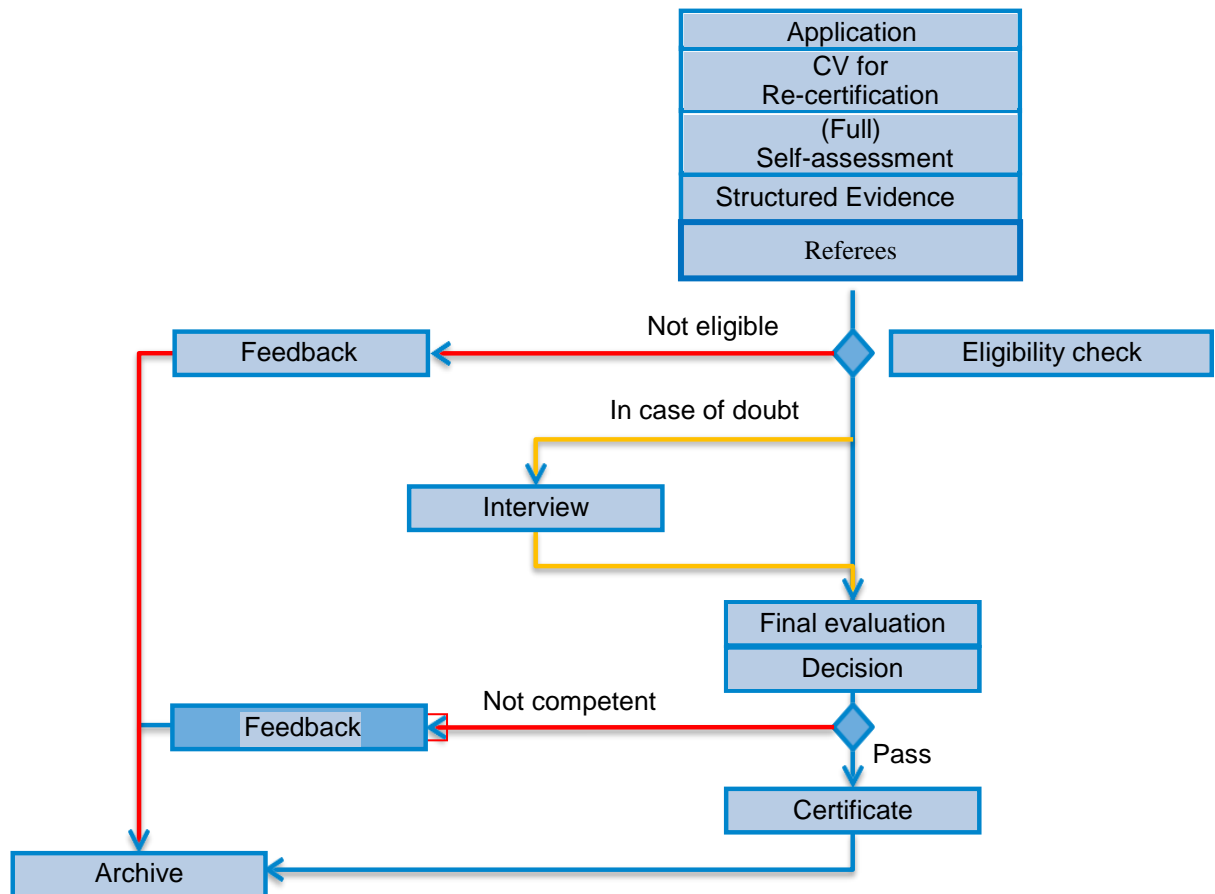 Application
CV for
Re-certification
(Full)
Self-assessment
Structured Evidence
Referees
Not eligible
Feedback
Eligibility check
In case of doubt
Interview
Final evaluation
Decision
Not competent
Feedback
Pass
Certificate
Archive